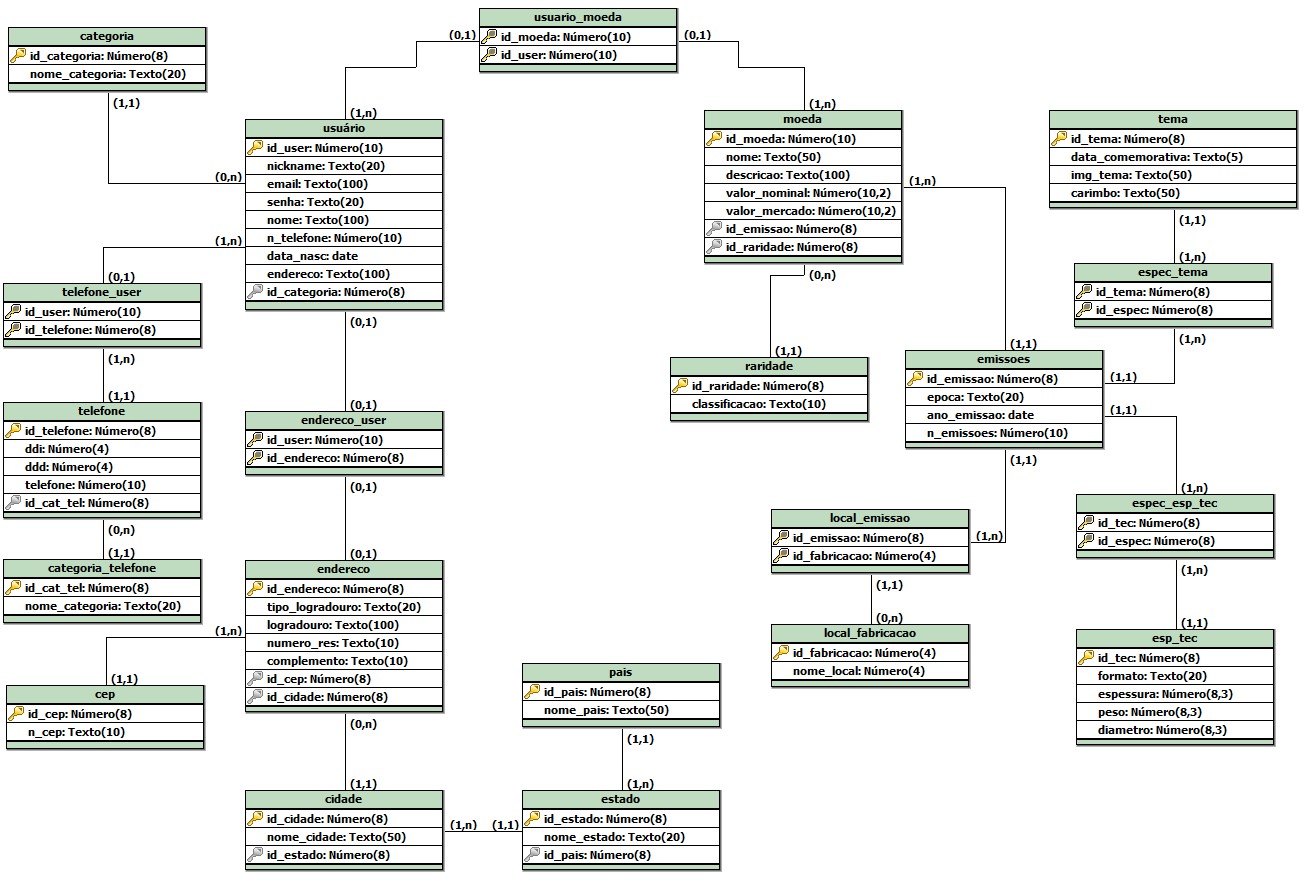 usuario_moeda
id_moeda: Número(10)
id_user: Número(10)
(0,1)
(0,1)
categoria
id_categoria: Número(8)
nome_categoria: Texto(20)
(1,1)
(0,n)
(1,n)
usuário
id_user: Número(10)
nickname: Texto(20)
email: Texto(100)
senha: Texto(20)
nome: Texto(100)
n_telefone: Número(10)
data_nasc: date
endereco: Texto(100)
id_categoria: Número(8)
(1,n)
(0,1)
(0,1)
telefone_user
id_user: Número(10)
id_telefone: Número(8)
(1,n)
(1,1)
telefone
id_telefone: Número(8)
ddi: Número(4)
ddd: Número(4)
telefone: Número(10)
id_cat_tel: Número(8)
(0,n)
(1,1)
categoria_telefone
id_cat_tel: Número(8)
nome_categoria: Texto(20)
(0,1)
endereco_user
id_user: Número(10)
id_endereco: Número(8)
(0,1)
(0,1)
endereco
id_endereco: Número(8)
tipo_logradouro: Texto(20)
logradouro: Texto(100)
numero_res: Texto(10)
complemento: Texto(10)
id_cep: Número(8)
id_cidade: Número(8)
(1,n)
(1,1)
cep
id_cep: Número(8)
n_cep: Texto(10)
(0,n)
(1,1)
cidade
id_cidade: Número(8)
nome_cidade: Texto(50)
id_estado: Número(8)
(1,n)
(1,1)
pais
id_pais: Número(8)
nome_pais: Texto(50)
(1,1)
(1,n)
estado
id_estado: Número(8)
nome_estado: Texto(20)
id_pais: Número(8)
(1,n)
moeda
id_moeda: Número(10)
nome: Texto(50)
descricao: Texto(100)
valor_nominal: Número(10,2)
valor_mercado: Número(10,2)
id_emissao: Número(8)
id_raridade: Número(8)
(1,n)
(0,n)
(1,1)
raridade
id_raridade: Número(8)
classificacao: Texto(10)
(1,1)
emissoes
id_emissao: Número(8)
epoca: Texto(20)
ano_emissao: date
n_emissoes: Número(10)
(1,1)
(1,1)
(1,1)
tema
id_tema: Número(8)
data_comemorativa: Texto(5)
img_tema: Texto(50)
carimbo: Texto(50)
(1,1)
(1,n)
espec_tema
id_tema: Número(8)
id_espec: Número(8)
(1,n)
(1,n)
local_emissao
id_emissao: Número(8)
id_fabricacao: Número(4)
(1,1)
(0,n)
local_fabricacao
id_fabricacao: Número(4)
nome_local: Número(4)
(1,n)
espec_esp_tec
id_tec: Número(8)
id_espec: Número(8)
(1,n)
(1,1)
esp_tec
id_tec: Número(8)
formato: Texto(20)
espessura: Número(8,3)
peso: Número(8,3)
diametro: Número(8,3)